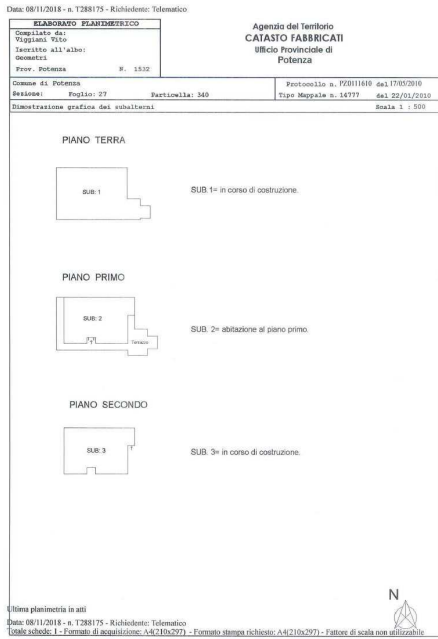 Data: 08/11/2018 - n. T288175 - Richiedente: Telematico
ELABORATO PLANIMETRICO
Compilato da:
Viggiani Vito
Iscritto all'albo:
Geometri
Prov. Potenza N. 1532
Agenzia del Territorio
CATASTO FABBRICATI
Ufficio Provinciale di
Potenza
Comune di Potenza
Protocollo n. PZ0111610 del 17/05/2010
Sezione: Foglio: 27 Particella: 340
Tipo Mappale n. 14777 del 22/01/2010
Dimostrazione grafica dei subalterni Scala 1 : 500
PIANO TERRA
SUB: 1
SUB. 1= in corso di costruzione.
PIANO PRIMO
SUB: 2
Terrazzo
SUB. 2= abitazione al piano primo.
PIANO SECONDO
SUB: 3
SUB. 3= in corso di costruzione.
N
Ultima planimetria in atti
Data: 08/11/2018 - n. T288175 - Richiedente: Telematico
Totale schede: 1 - Formato di acquisizione: A4(210x297) - Formato stampa richiesto: A4(210x297) - Fattore di scala non utilizzabile